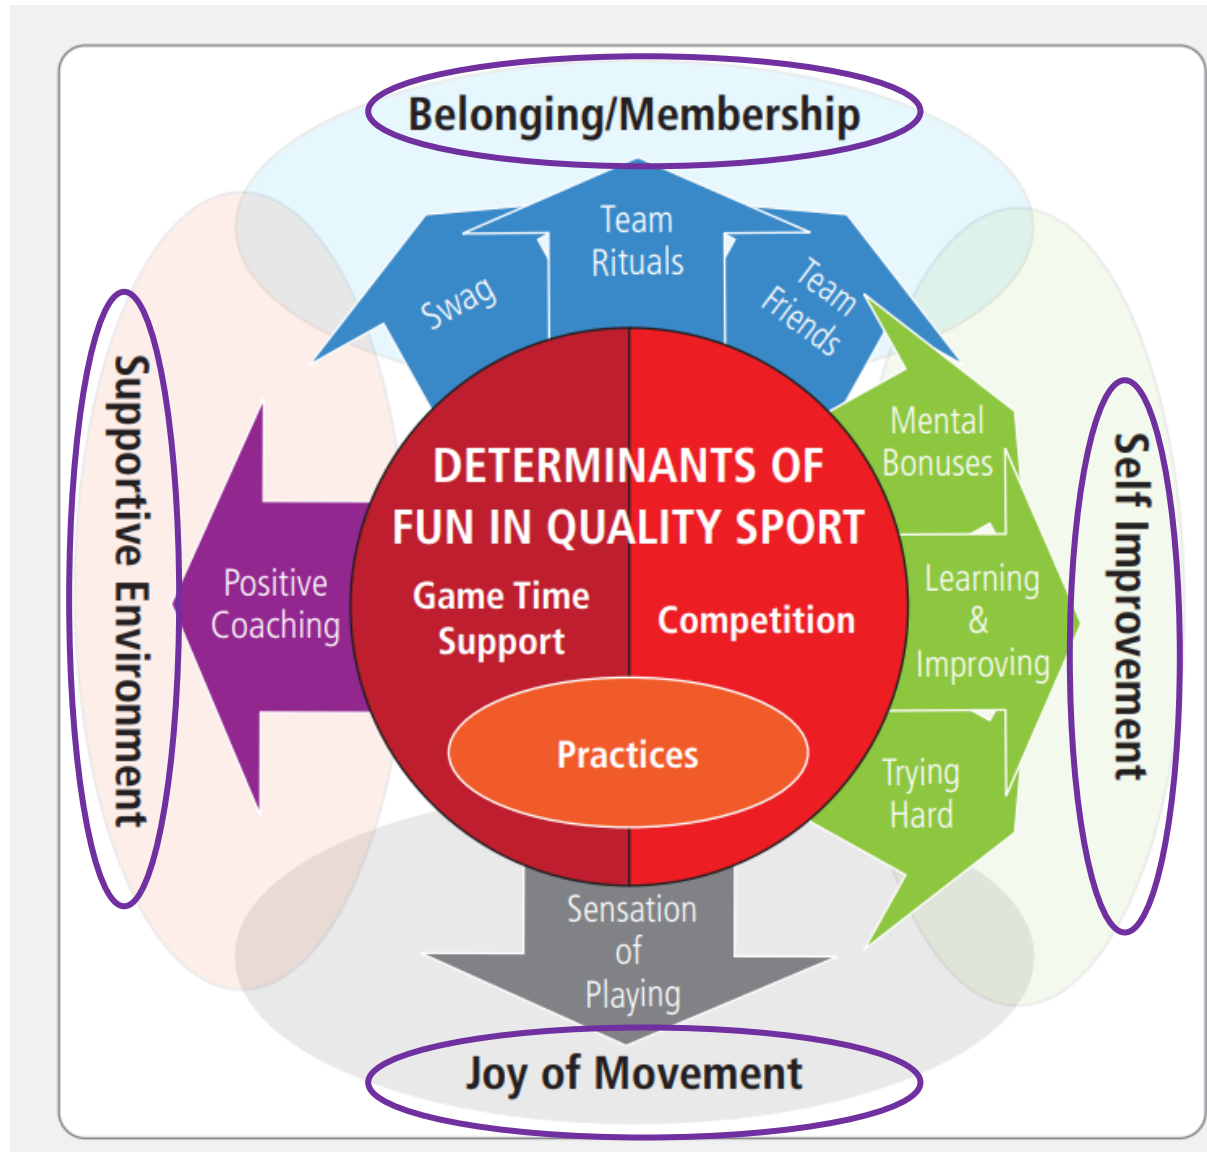 Belonging/Membership
Team
Rituals
Swag
Team
Friends
Supportive Environment
Positive
Coaching
DETERMINANTS OF
FUN IN QUALITY SPORT
Game Time
Support
Competition
Practices
Mental
Bonuses
Learning
&
Improving
Trying
Hard
Self Improvement
Sensation
of
Playing
Joy of Movement